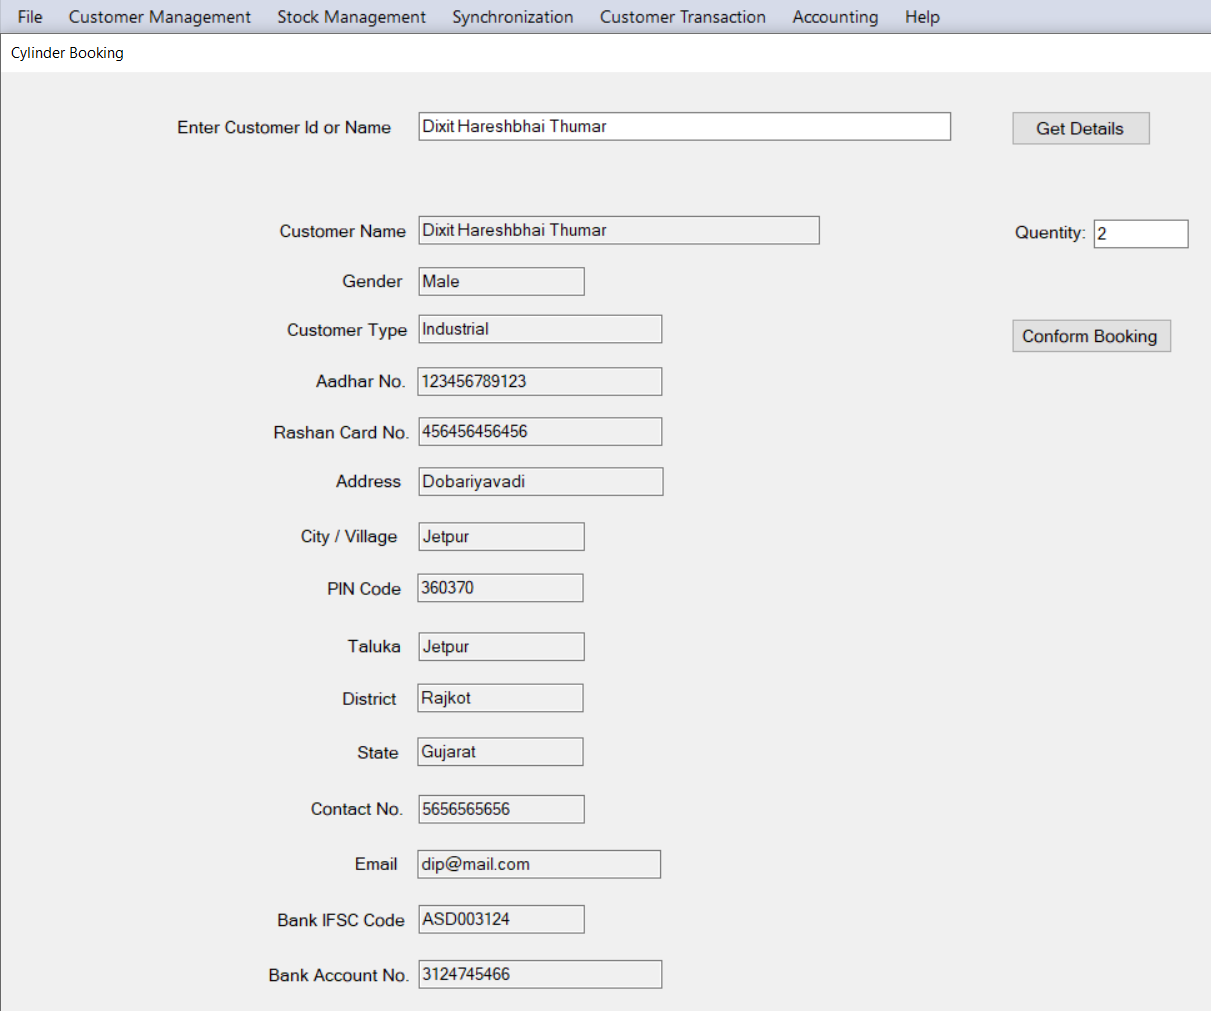 File Customer Management Stock Management Synchronization Customer Transaction Accounting Help
Cylinder Booking
Enter Customer Id or Name Dixit Hareshbhai Thumar Get Details
Customer Name Dixit Hareshbhai Thumar Quentity: 2
Gender Male
Customer Type Industrial Conform Booking
Aadhar No. 123456789123
Rashan Card No. 456456456456
Address Dobariyavadi
City / Village Jetpur
PIN Code 360370
Taluka Jetpur
District Rajkot
State Gujarat
Contact No. 5656565656
Email dip@mail.com
Bank IFSC Code ASD003124
Bank Account No. 3124745466